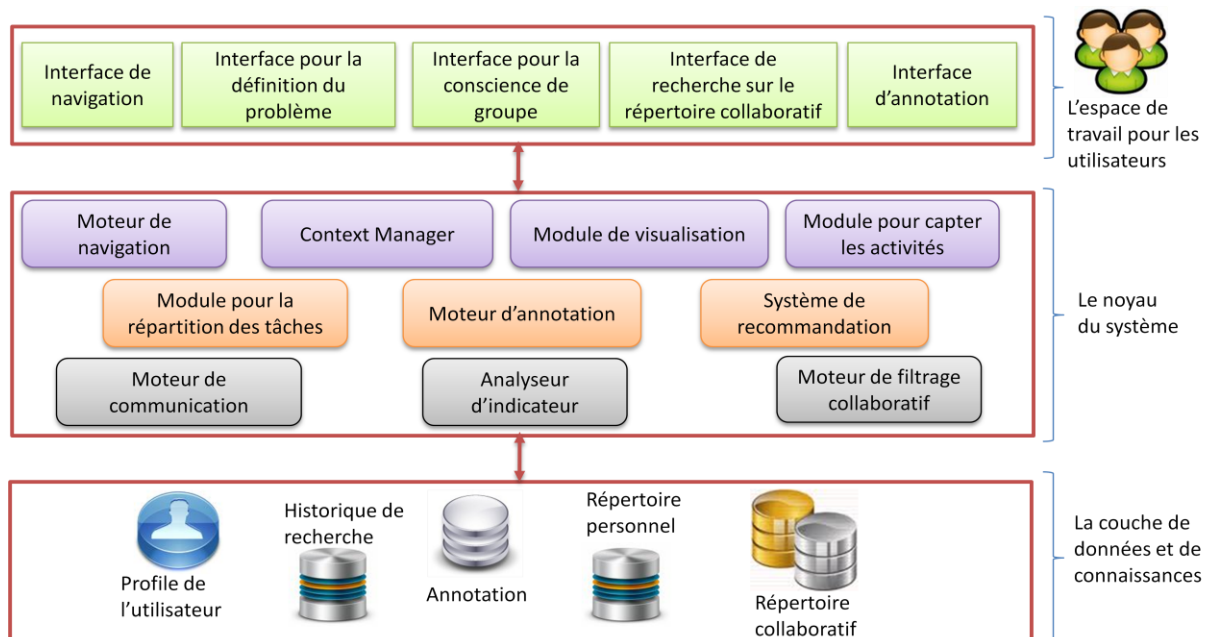 Interface de
navigation
Interface pour la
définition du
problème
Interface pour la
conscience de
groupe
Interface de
recherche sur le
répertoire collaboratif
Interface
d’annotation
L’espace de
travail pour les
utilisateurs
Moteur de
navigation
Context Manager
Module de visualisation
Module pour capter
les activités
Module pour la
répartition des tâches
Moteur d’annotation
Système de
recommandation
Moteur de
communication
Analyseur
d’indicateur
Moteur de filtrage
collaboratif
Le noyau
du système
Profile de
l’utilisateur
Historique de
recherche
Annotation
Répertoire
personnel
Répertoire
collaboratif
La couche de
données et de
connaissances